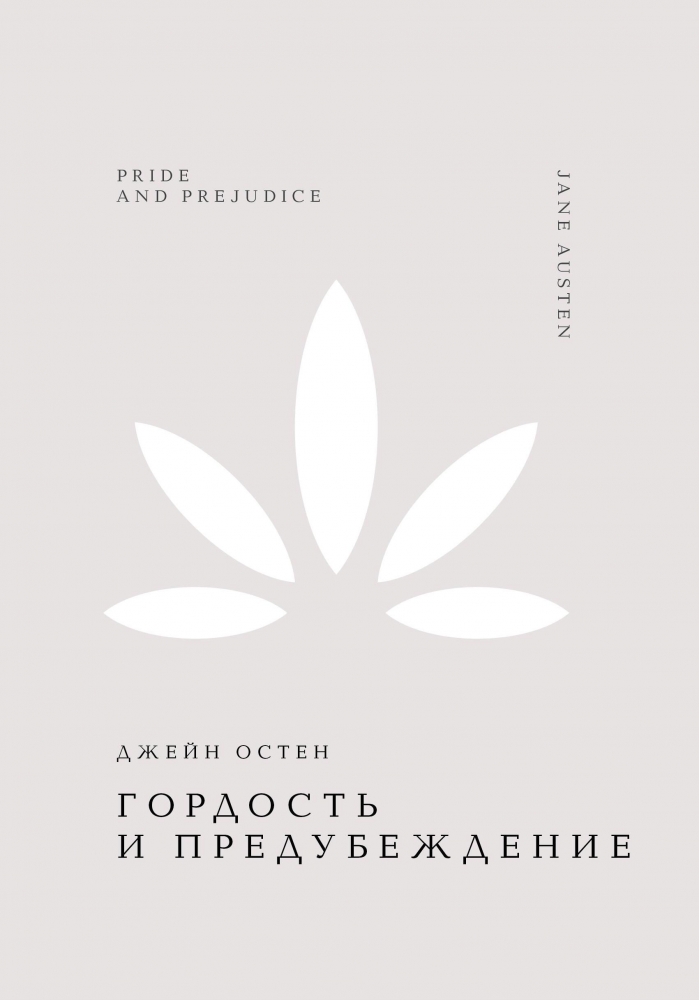 PRIDE
AND PREJUDICE
JANE AUSTEN
ДЖЕЙН ОСТЕН
ГОРДОСТЬ
И ПРЕДУБЕЖДЕНИЕ